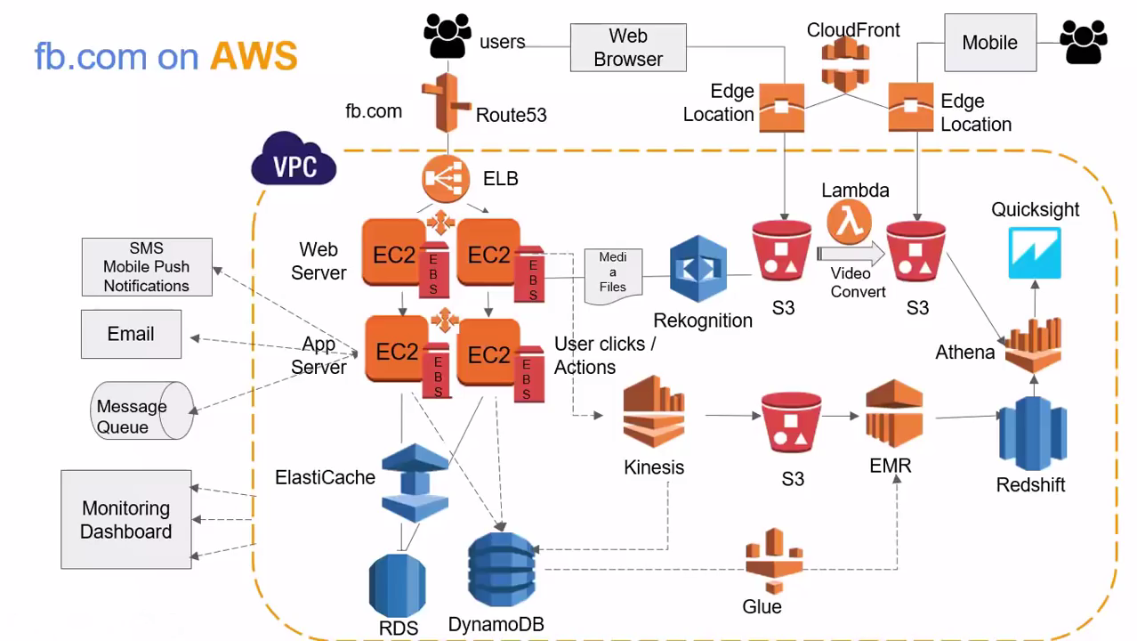 fb.com on AWS
users
Web
Browser
CloudFront
Mobile
Edge
Location
Edge
Location
fb.com
Route53
VPC
ELB
Lambda
Quicksight
Web
Server
EC2
EBS
EC2
EBS
SMS
Mobile Push
Notifications
Medi
a
Files
Rekognition
S3
Video
Convert
S3
Email
App
Server
EC2
EBS
EC2
EBS
User clicks /
Actions
Athena
Message
Queue
Kinesis
S3
EMR
Redshift
ElastiCache
Monitoring
Dashboard
RDS
DynamoDB
Glue